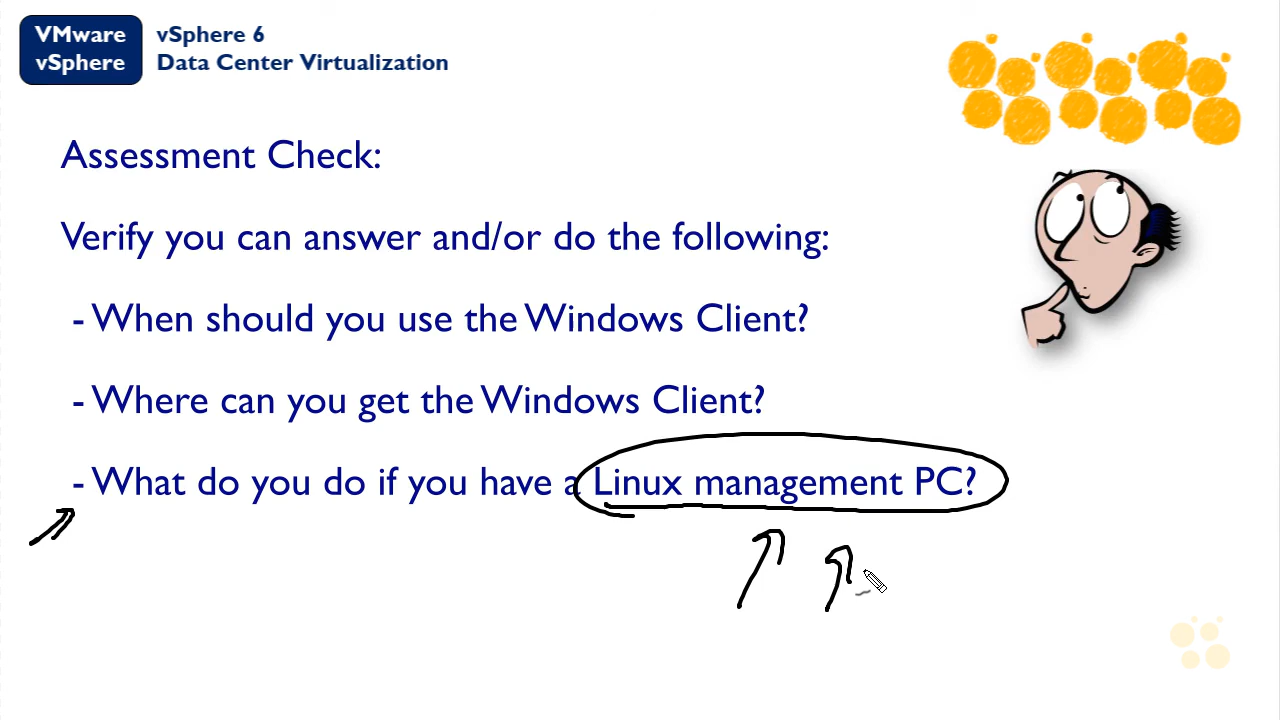 VMware
vSphere
vSphere 6
Data Center Virtualization
Assessment Check:
Verify you can answer and/or do the following:
- When should you use the Windows Client?
- Where can you get the Windows Client?
- What do you do if you have a Linux management PC?